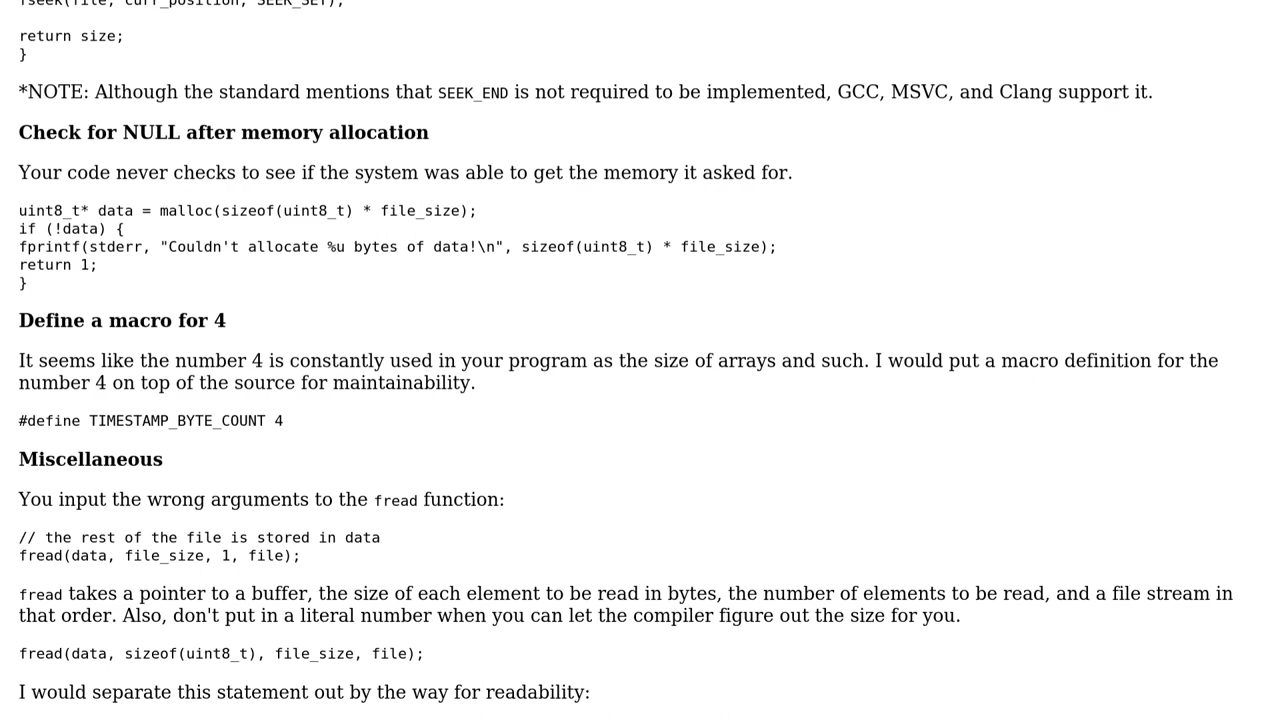 fseek(file, curr_position, SEEK_SET);
return size;
}
*NOTE: Although the standard mentions that SEEK_END is not required to be implemented, GCC, MSVC, and Clang support it.
Check for NULL after memory allocation
Your code never checks to see if the system was able to get the memory it asked for.
uint8_t* data = malloc(sizeof(uint8_t) * file_size);
if (!data) {
fprintf(stderr, "Couldn't allocate %u bytes of data!\n", sizeof(uint8_t) * file_size);
return 1;
}
Define a macro for 4
It seems like the number 4 is constantly used in your program as the size of arrays and such. I would put a macro definition for the
number 4 on top of the source for maintainability.
#define TIMESTAMP_BYTE_COUNT 4
Miscellaneous
You input the wrong arguments to the fread function:
// the rest of the file is stored in data
fread(data, file_size, 1, file);
fread takes a pointer to a buffer, the size of each element to be read in bytes, the number of elements to be read, and a file stream in
that order. Also, don't put in a literal number when you can let the compiler figure out the size for you.
fread(data, sizeof(uint8_t), file_size, file);
I would separate this statement out by the way for readability: